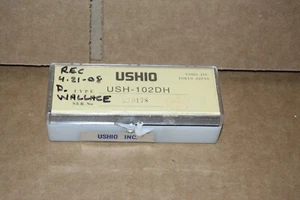 REC
4-21-08
D.
WALLACE
USHIO
TYPE
USH-102DH
SER. No
USHIO INC.